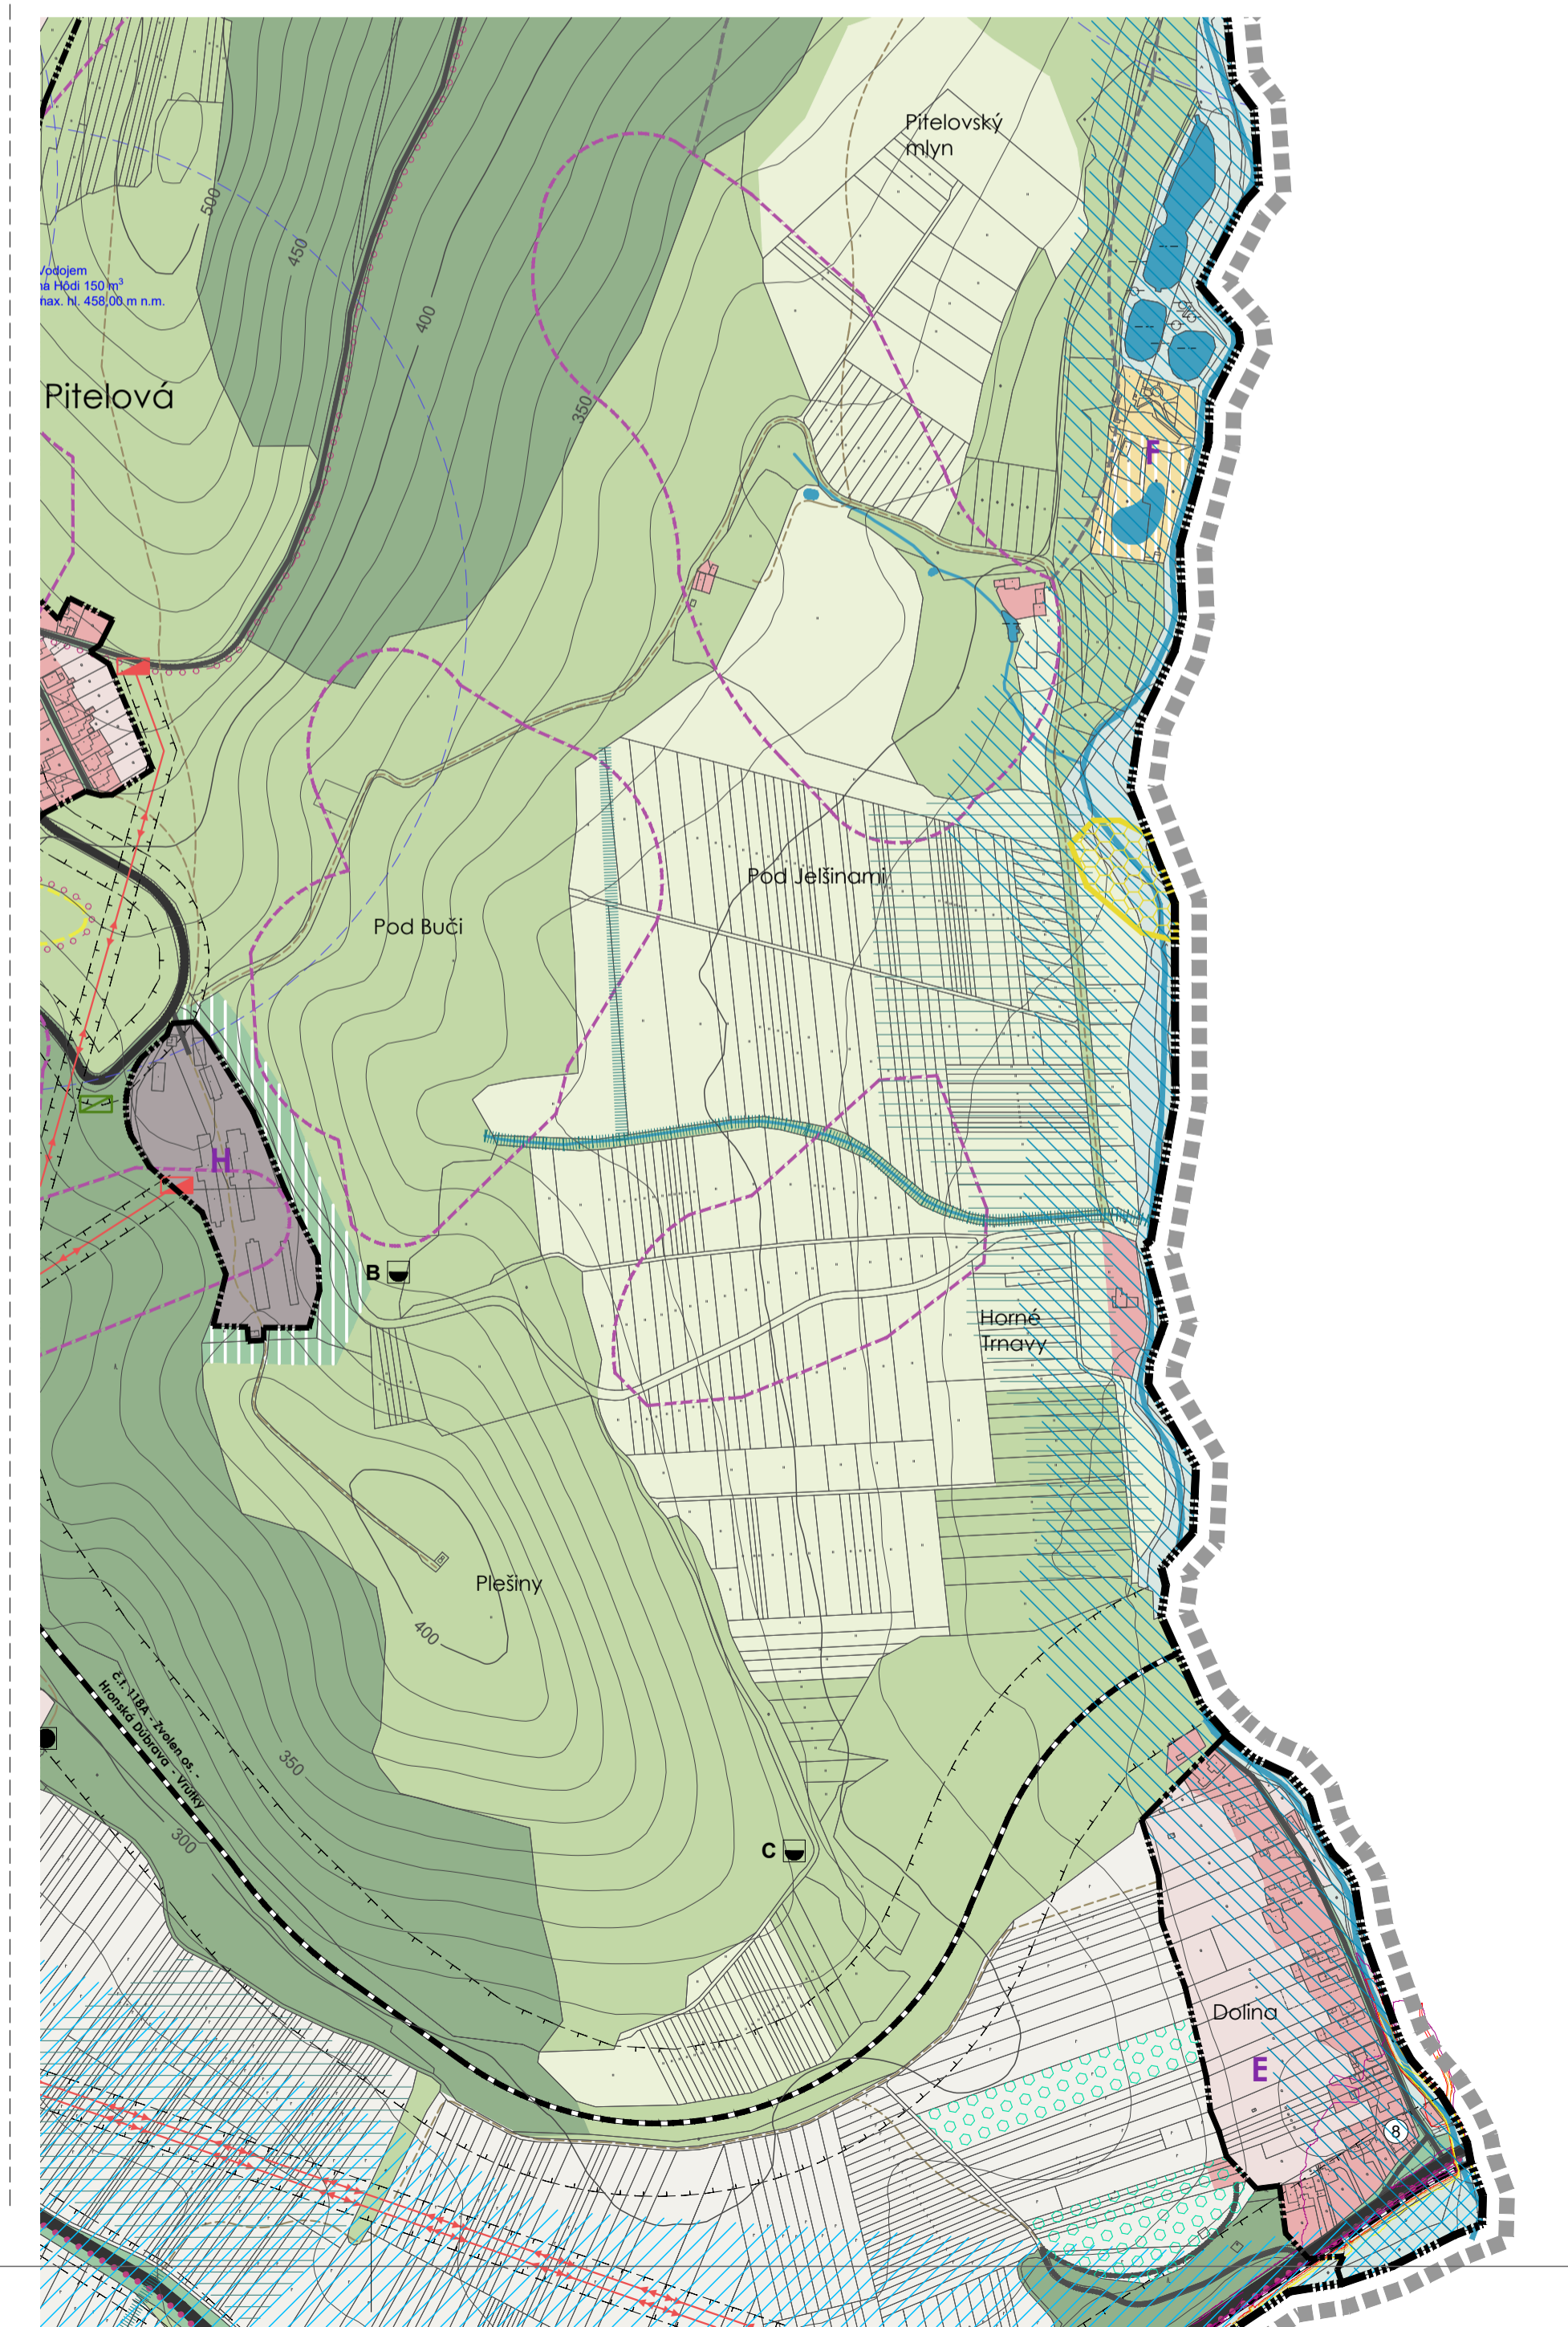 Pitelovský
mlyn
500
450
Vodojem
na Hôdi 150 m³
max. hl. 458,00 m n.m.
400
Pitelová
350
F
Pod Jelšinami
Pod Buči
H
B
Horné
Trnavy
Plešiny
400
č.t. 118A - Zvolen os. -
Hronská Dúbrava - Vrútky
350
300
C
Dolina
E
8